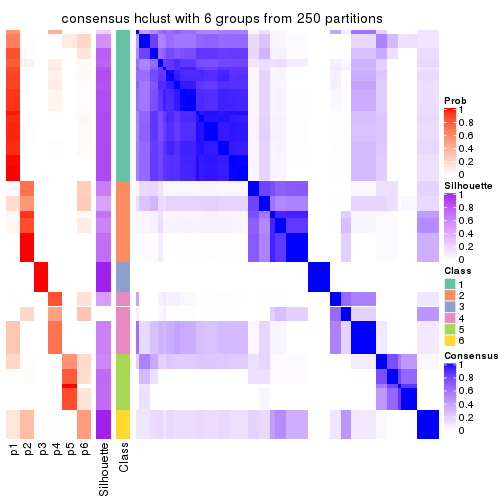 consensus hclust with 6 groups from 250 partitions
Prob
1
0.8
0.6
0.4
0.2
0
Silhouette
1
0.8
0.6
0.4
0.2
0
Class
1
2
3
4
5
6
Consensus
1
0.8
0.6
0.4
0.2
0
p1
p2
p3
p4
p5
p6
Silhouette
Class